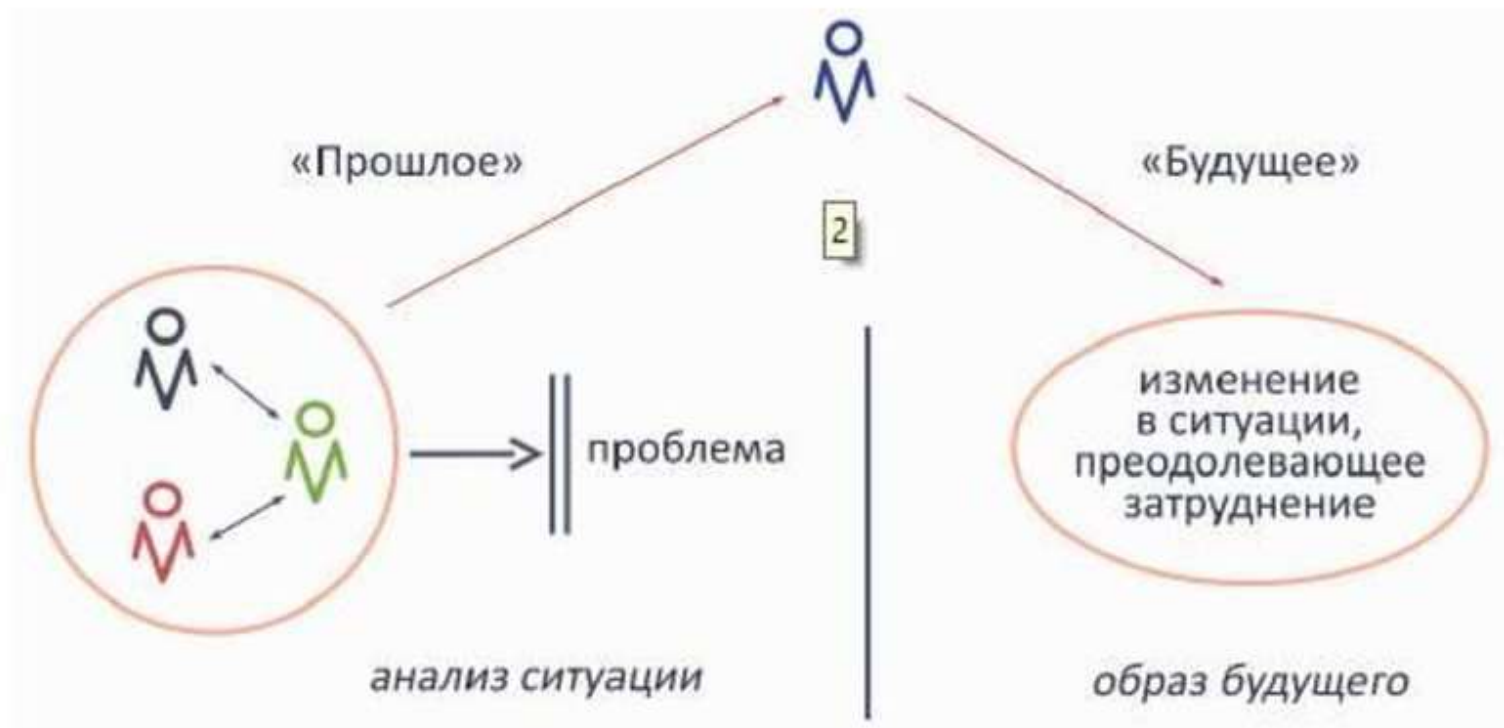 «Прошлое»
«Будущее»
2
проблема
изменение
в ситуации,
преодолевающее
затруднение
анализ ситуации
образ будущего